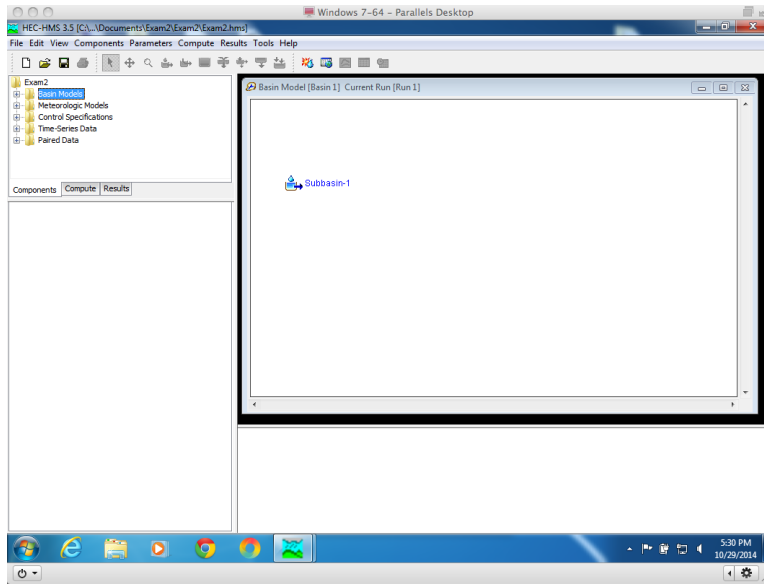 Windows 7-64 - Parallels Desktop
HEC-HMS 3.5 [C:\...\Documents\Exam2\Exam2\Exam2.hms]
File Edit View Components Parameters Compute Results Tools Help
Exam2
Basin Models
Meteorologic Models
Control Specifications
Time-Series Data
Paired Data
Components Compute Results
Basin Model [Basin 1] Current Run [Run 1]
Subbasin-1
5:30 PM
10/29/2014